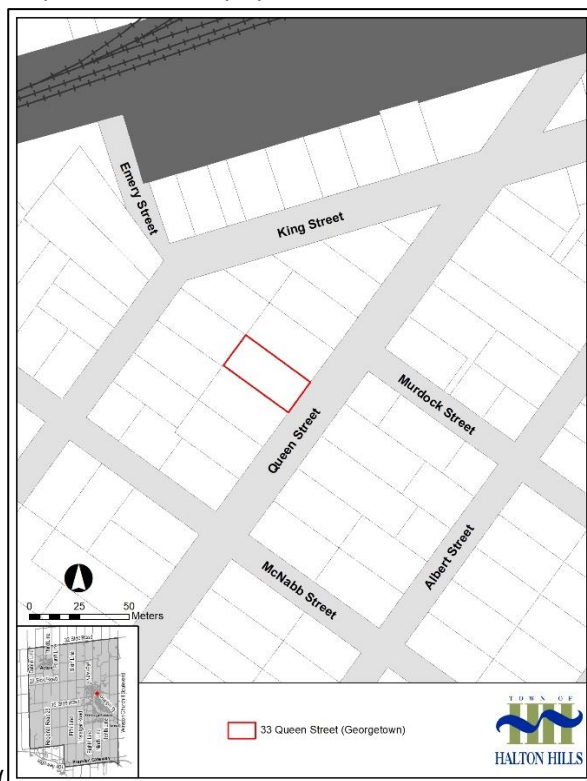 Emery Street
King Street
Murdock Street
Queen Street
Albert Street
McNabb Street
0 25 50
Meters
33 Queen Street (Georgetown)
TOWN OF
HALTON HILLS
(